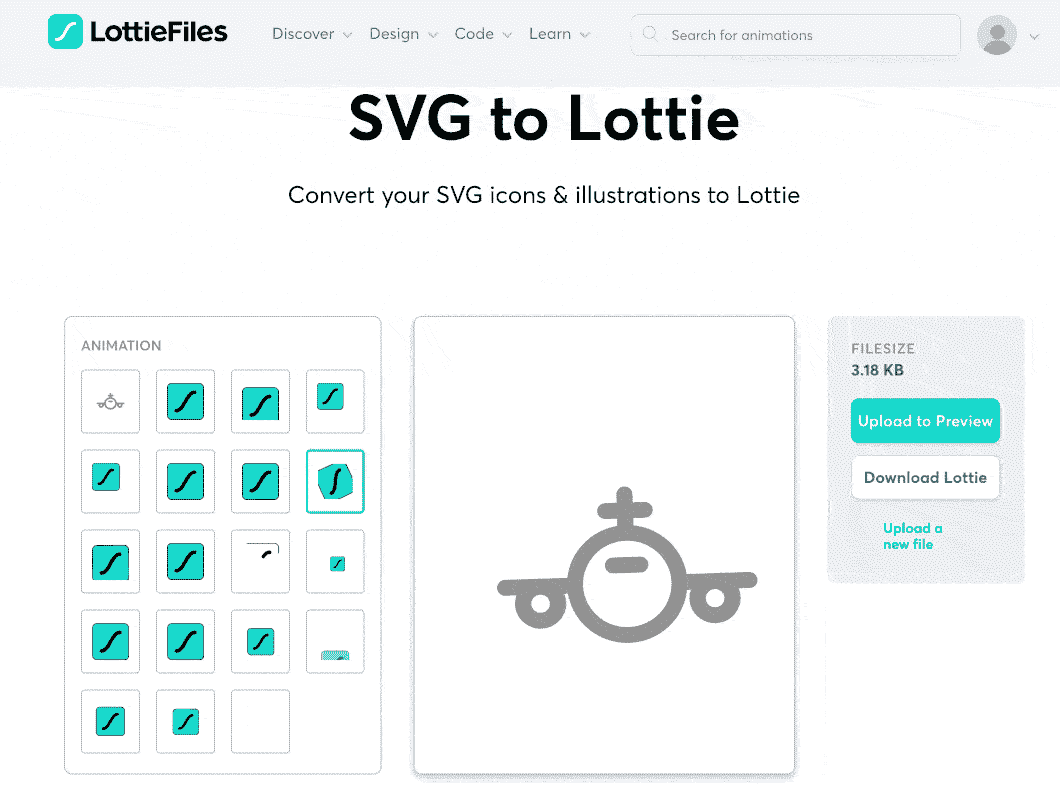 LottieFiles
Discover
Design
Code
Learn
Search for animations
SVG to Lottie
Convert your SVG icons & illustrations to Lottie
ANIMATION
FILESIZE
3.18 KB
Upload to Preview
Download Lottie
Upload a
new file